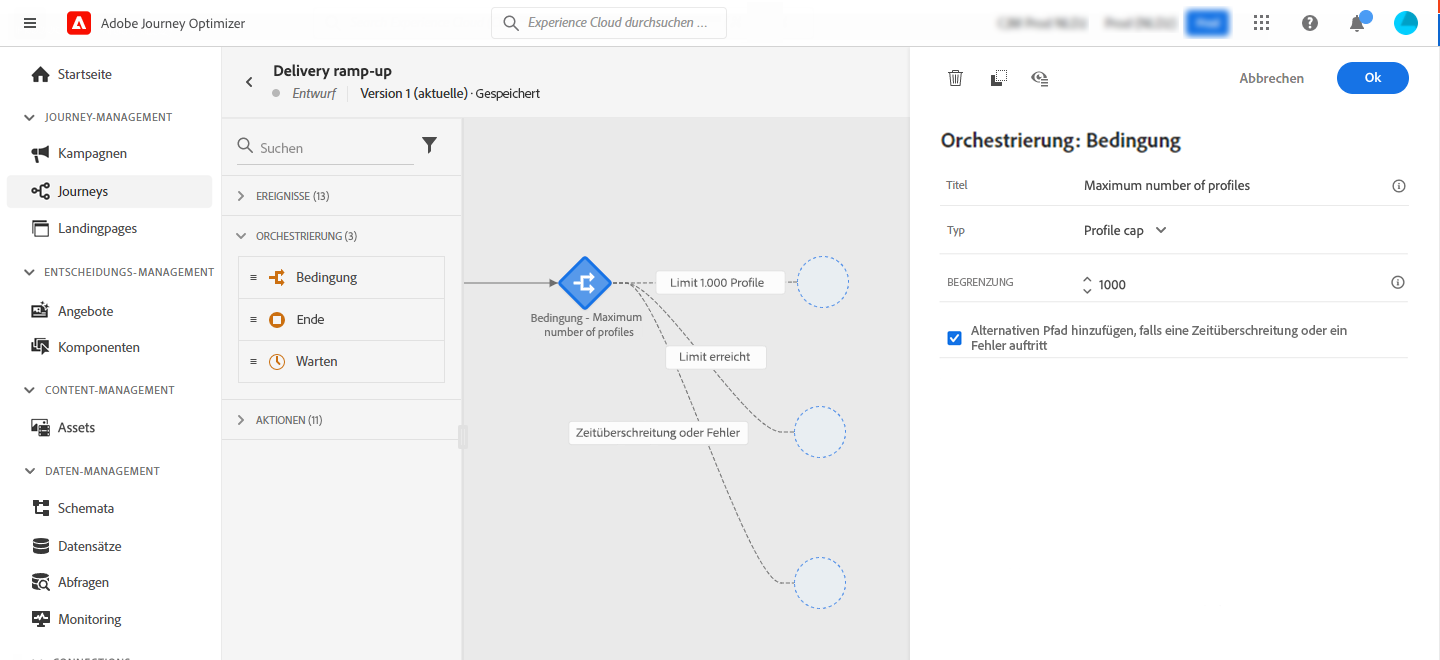 Adobe Journey Optimizer
Experience Cloud durchsuchen ...
Startseite
JOURNEY-MANAGEMENT
Kampagnen
Journeys
Landingpages
ENTSCHEIDUNGS-MANAGEMENT
Angebote
Komponenten
CONTENT-MANAGEMENT
Assets
DATEN-MANAGEMENT
Schemata
Datensätze
Abfragen
Monitoring
CONNECTIONS
Delivery ramp-up
Entwurf Version 1 (aktuelle) · Gespeichert
Suchen
EREIGNISSE (13)
ORCHESTRIERUNG (3)
Bedingung
Ende
Warten
AKTIONEN (11)
Bedingung - Maximum
number of profiles
Limit 1.000 Profile
Limit erreicht
Zeitüberschreitung oder Fehler
Abbrechen
Ok
Orchestrierung: Bedingung
Titel Maximum number of profiles
Typ Profile cap
BEGRENZUNG 1000
Alternativen Pfad hinzufügen, falls eine Zeitüberschreitung oder ein
Fehler auftritt